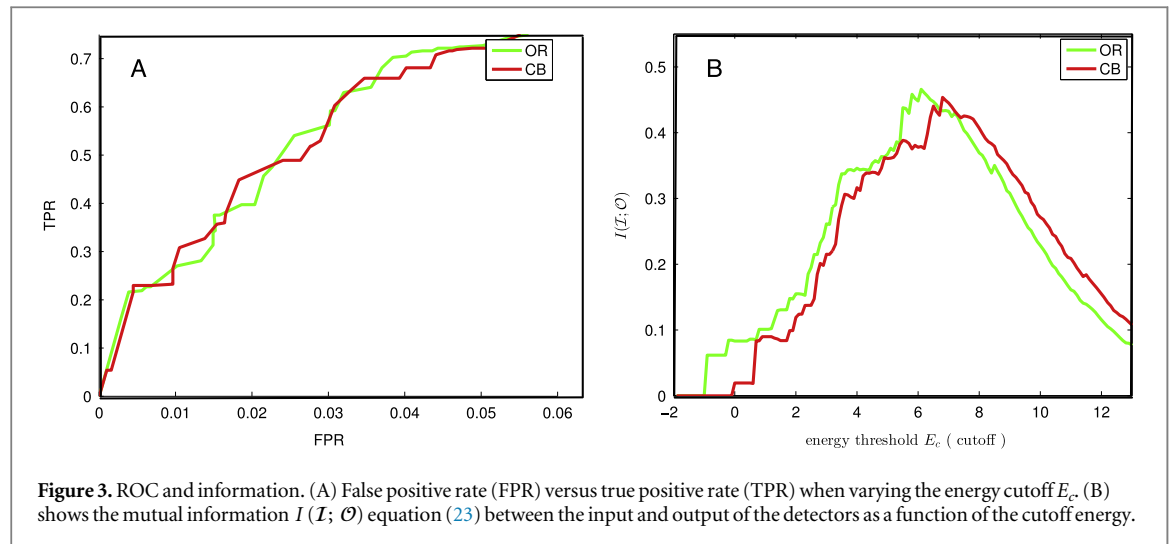 A
OR
CB
0.7
0.6
0.5
0.4
0.3
0.2
0.1
0
TPR
0 0.01 0.02 0.03 0.04 0.05 0.06
FPR
B
OR
CB
0.5
0.4
0.3
0.2
0.1
0
I(ℐ; 𝒪)
−2 0 2 4 6 8 10 12
energy threshold E_c ( cutoff )
Figure 3. ROC and information. (A) False positive rate (FPR) versus true positive rate (TPR) when varying the energy cutoff E_c. (B)
shows the mutual information I (ℐ; 𝒪) equation (23) between the input and output of the detectors as a function of the cutoff energy.